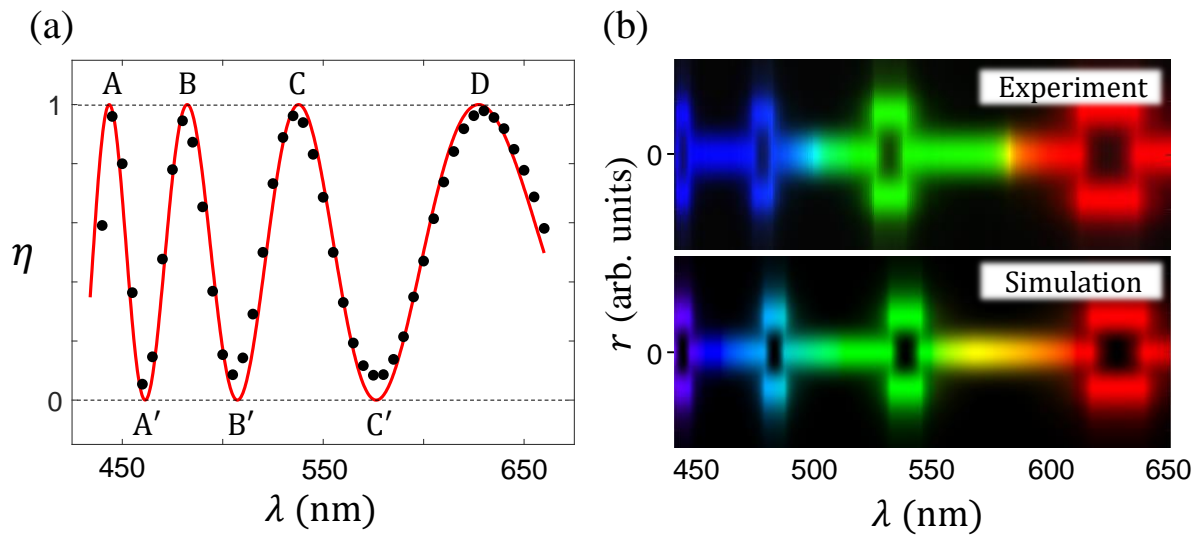 (a)
(b)
A B C D
1
η
0
A′ B′ C′
450 550 650
λ (nm)
Experiment
0
r (arb. units)
Simulation
0
450 500 550 600 650
λ (nm)